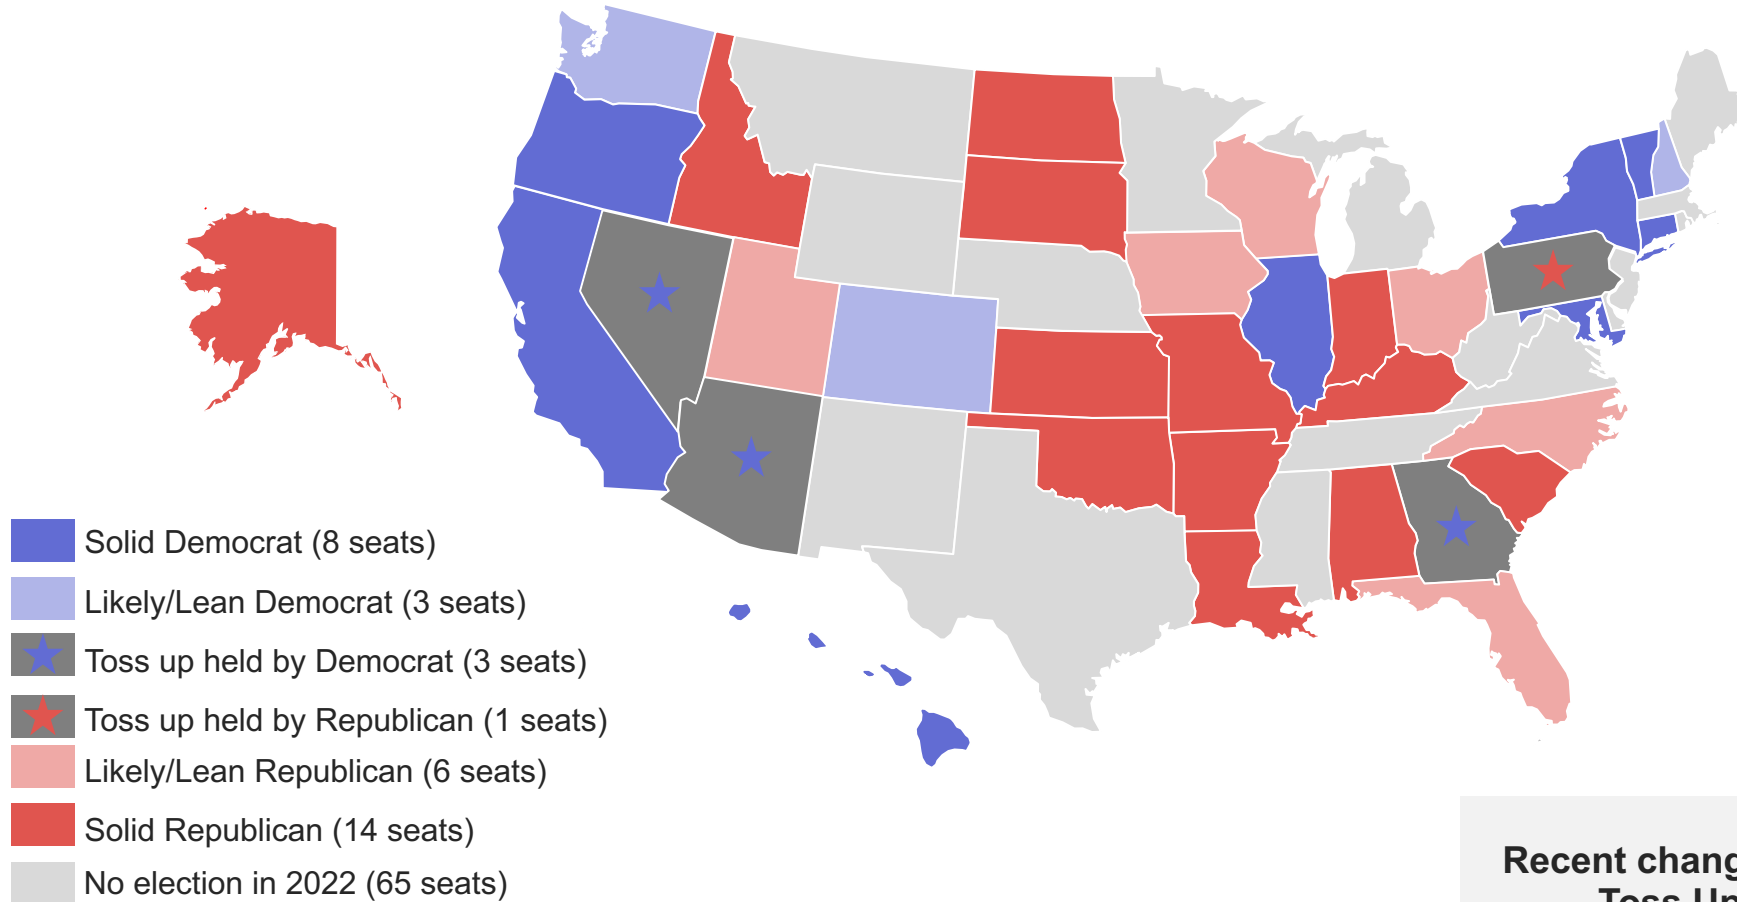 Solid Democrat (8 seats)
Likely/Lean Democrat (3 seats)
Toss up held by Democrat (3 seats)
Toss up held by Republican (1 seats)
Likely/Lean Republican (6 seats)
Solid Republican (14 seats)
No election in 2022 (65 seats)
Recent chang
Toss Up